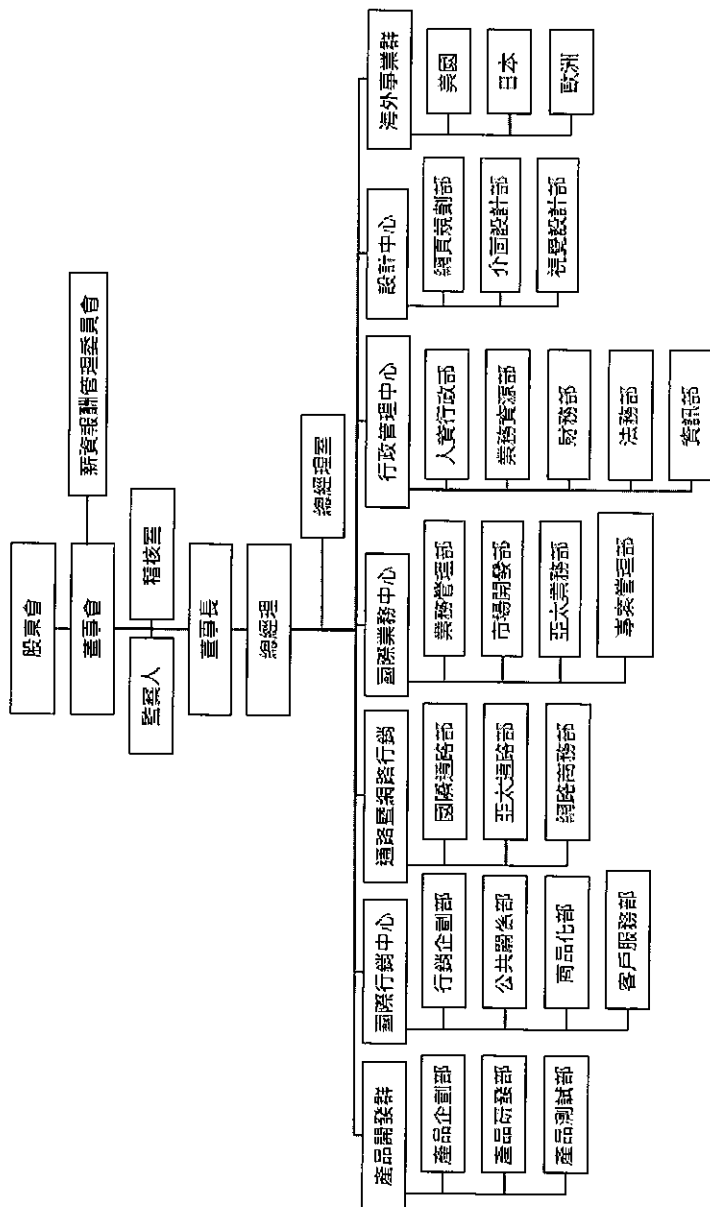 股東會
董事會
薪資報酬管理委員會
監察人
稽核室
董事長
總經理
總經理室
產品開發群
產品企劃部
產品研發部
產品測試部
國際行銷中心
行銷企劃部
公共關係部
商品化部
客戶服務部
通路暨網路行銷
國際通路部
亞太通路部
網路商務部
國際業務中心
業務管理部
市場開發部
亞太業務部
專案管理部
行政管理中心
人資行政部
業務資源部
財務部
法務部
資訊部
設計中心
網頁規劃部
介面設計部
視覺設計部
海外事業群
美國
日本
歐洲